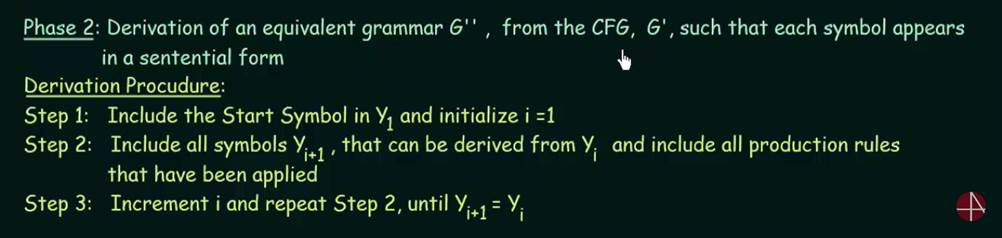 Phase 2: Derivation of an equivalent grammar G'' , from the CFG, G', such that each symbol appears
in a sentential form
Derivation Procudure:
Step 1: Include the Start Symbol in Y1 and initialize i =1
Step 2: Include all symbols Yi+1 , that can be derived from Yi and include all production rules
that have been applied
Step 3: Increment i and repeat Step 2, until Yi+1 = Yi